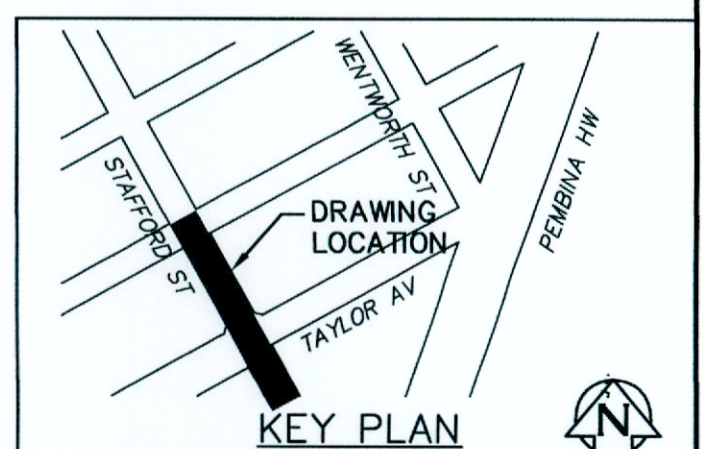 WENTWORTH ST
STAFFORD ST
DRAWING
LOCATION
PEMBINA HW
TAYLOR AV
KEY PLAN
N